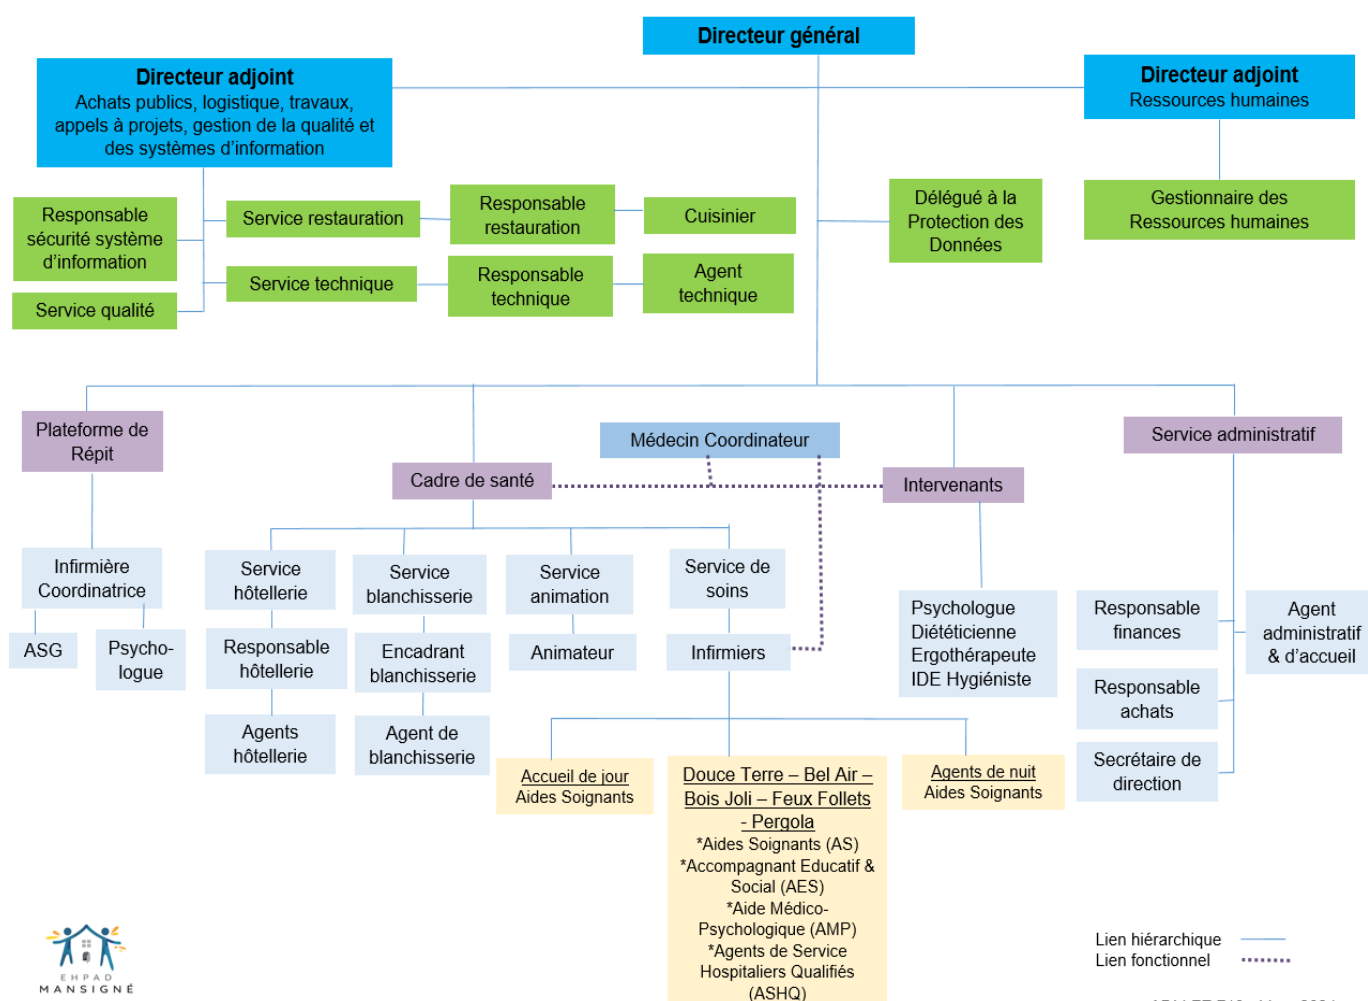 Directeur général
Directeur adjoint
Achats publics, logistique, travaux,
appels à projets, gestion de la qualité et
des systèmes d'information
Directeur adjoint
Ressources humaines
Responsable
sécurité système
d'information
Service qualité
Service restauration
Responsable
restauration
Cuisinier
Service technique
Responsable
technique
Agent
technique
Délégué à la
Protection des
Données
Gestionnaire des
Ressources humaines
Plateforme de
Répit
Médecin Coordinateur
Service administratif
Cadre de santé
Intervenants
Infirmière
Coordinatrice
ASG
Psycho-
logue
Service
hôtellerie
Responsable
hôtellerie
Agents
hôtellerie
Service
blanchisserie
Encadrant
blanchisserie
Agent de
blanchisserie
Service
animation
Animateur
Service de
soins
Infirmiers
Psychologue
Diététicienne
Ergothérapeute
IDE Hygiéniste
Responsable
finances
Agent
administratif
& d'accueil
Responsable
achats
Secrétaire de
direction
Accueil de jour
Aides Soignants
Douce Terre – Bel Air –
Bois Joli – Feux Follets
- Pergola
*Aides Soignants (AS)
*Accompagnant Educatif &
Social (AES)
*Aide Médico-
Psychologique (AMP)
*Agents de Service
Hospitaliers Qualifiés
(ASHQ)
Agents de nuit
Aides Soignants
EHPAD
MANSIGNÉ
Lien hiérarchique
Lien fonctionnel